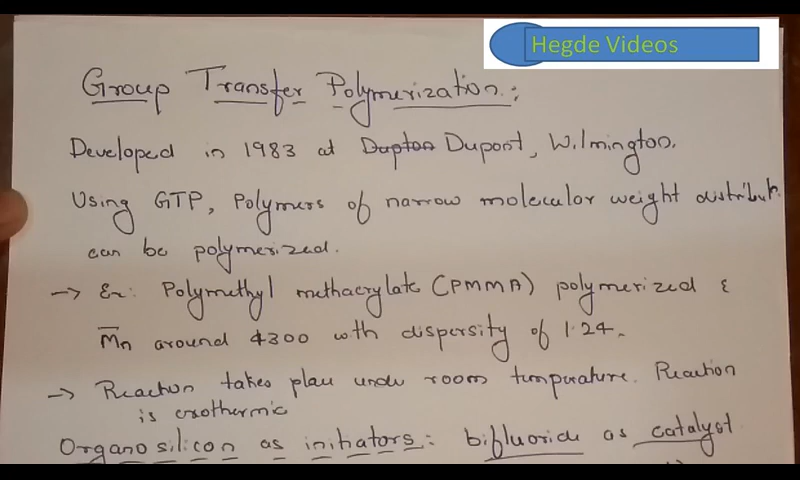 Hegde Videos
Group Transfer Polymerization:
Developed in 1983 at Dupton Dupont, Wilmington.
Using GTP, Polymers of narrow molecular weight distribut
can be polymerized.
→ Ex: Polymethyl methacrylate (PMMA) polymerized &
M̅n around 4300 with dispersity of 1.24.
→ Reaction takes place under room temperature. Reaction
is exothermic
Organosilicon as initiators: bifluoride as catalyst